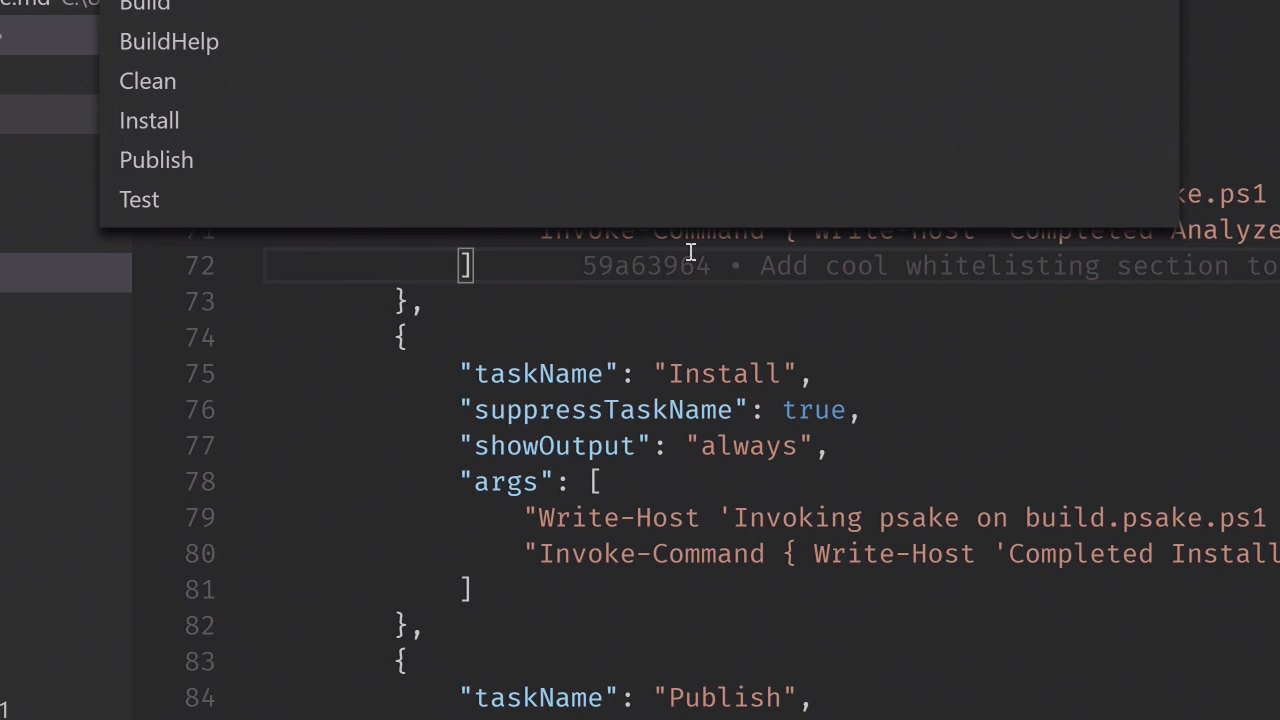 Build
BuildHelp
Clean
Install
Publish
Test
ke.ps1
71 Invoke-Command { Write-Host 'Completed Analyze
72 ] 59a63964 • Add cool whitelisting section to
73 },
74 {
75 "taskName": "Install",
76 "suppressTaskName": true,
77 "showOutput": "always",
78 "args": [
79 "Write-Host 'Invoking psake on build.psake.ps1
80 "Invoke-Command { Write-Host 'Completed Install
81 ]
82 },
83 {
84 "taskName": "Publish",